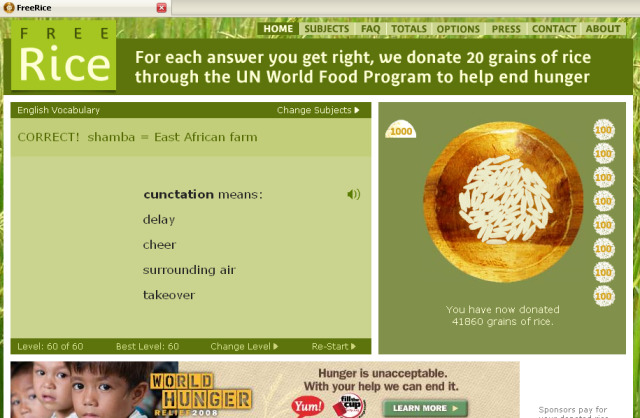 FreeRice
FREE
Rice
HOME SUBJECTS FAQ TOTALS OPTIONS PRESS CONTACT ABOUT
For each answer you get right, we donate 20 grains of rice
through the UN World Food Program to help end hunger
English Vocabulary Change Subjects
CORRECT! shamba = East African farm
cunctation means:
delay
cheer
surrounding air
takeover
Level: 60 of 60 Best Level: 60 Change Level Re-Start
1000
100
100
100
100
100
100
100
100
You have now donated
41860 grains of rice.
WORLD
HUNGER
RELIEF 2008
Hunger is unacceptable.
With your help we can end it.
Yum!
fill the cup
LEARN MORE
Sponsors pay for
your donated rice